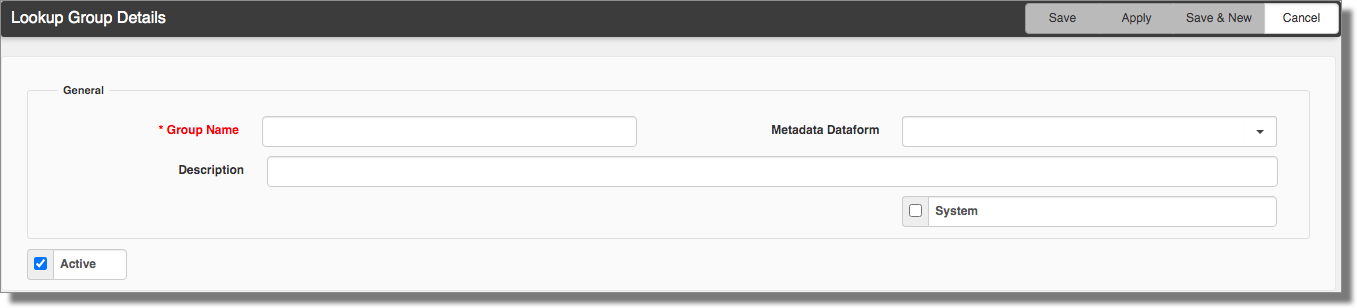 Lookup Group Details Save Apply Save & New Cancel
General
* Group Name Metadata Dataform
Description
System
Active